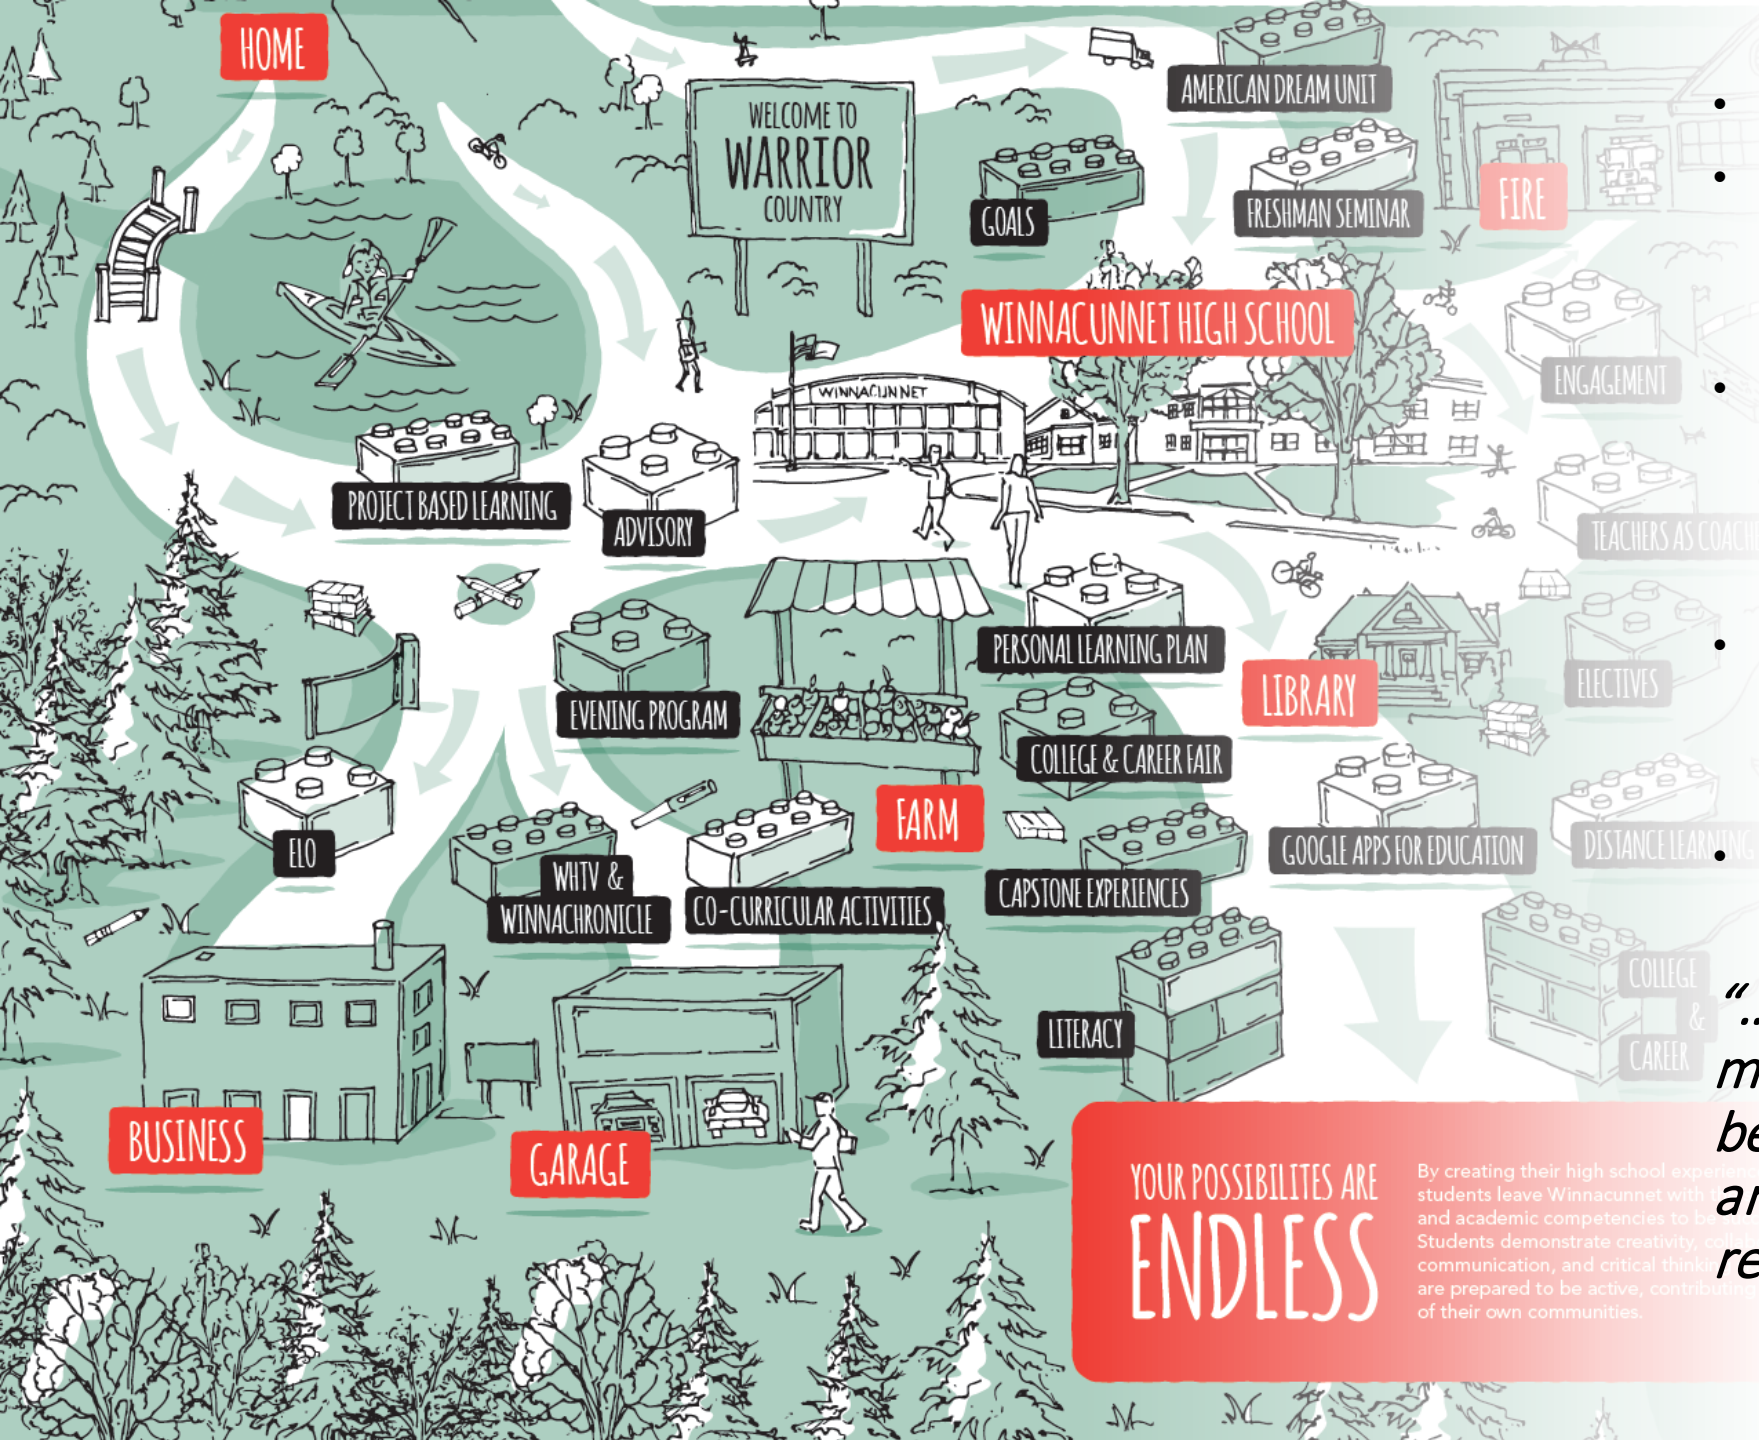 HOME
AMERICAN DREAM UNIT
WELCOME TO
WARRIOR
COUNTRY
GOALS
FRESHMAN SEMINAR
FIRE
WINNACUNNET HIGH SCHOOL
WINNACUNNET
ENGAGEMENT
PROJECT BASED LEARNING
ADVISORY
TEACHERS AS
PERSONAL LEARNING PLAN
LIBRARY
ELECTIVES
EVENING PROGRAM
COLLEGE & CAREER FAIR
FARM
ELO
GOOGLE APPS FOR EDUCATION
DISTANCE LEARNING
WHTV &
WINNACHRONICLE
CO-CURRICULAR ACTIVITIES
CAPSTONE EXPERIENCES
COLLEGE
&
CAREER
LITERACY
BUSINESS
GARAGE
YOUR POSSIBILITES ARE
ENDLESS
By creating their high school
students leave Winnacunnet with
and academic competencies to be
Students demonstrate creativity,
communication, and critical
are prepared to be active, contributing
of their own communities.